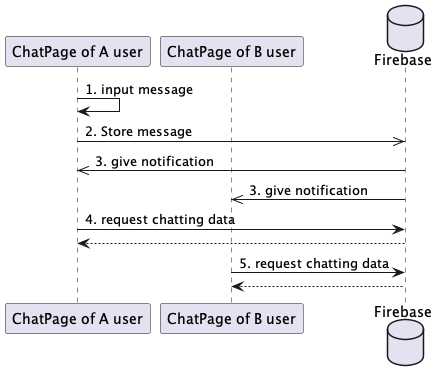 ChatPage of A user
ChatPage of B user
Firebase
1. input message
2. Store message
3. give notification
3. give notification
4. request chatting data
5. request chatting data
ChatPage of A user
ChatPage of B user
Firebase